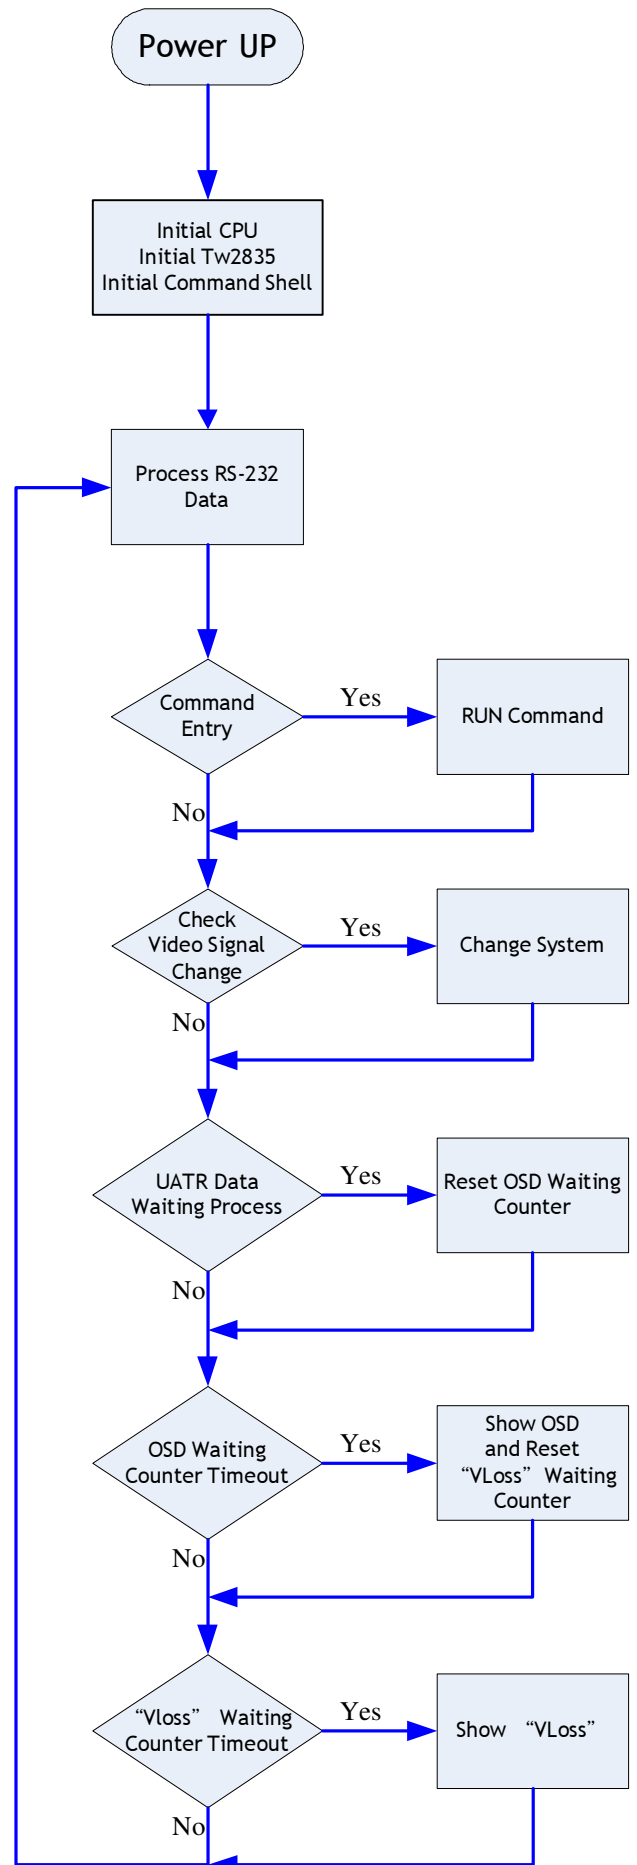 Power UP
Initial CPU
Initial Tw2835
Initial Command Shell
Process RS-232
Data
Command
Entry
Yes
RUN Command
No
Check
Video Signal
Change
Yes
Change System
No
UATR Data
Waiting Process
Yes
Reset OSD Waiting
Counter
No
OSD Waiting
Counter Timeout
Yes
Show OSD
and Reset
“VLoss” Waiting
Counter
No
“Vloss” Waiting
Counter Timeout
Yes
Show “VLoss”
No